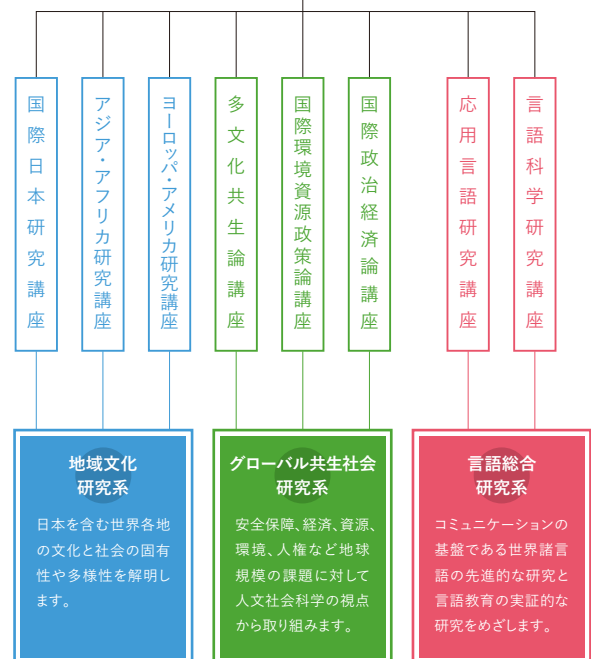 国際日本研究講座
アジア・アフリカ研究講座
ヨーロッパ・アメリカ研究講座
多文化共生論講座
国際環境資源政策論講座
国際政治経済論講座
応用言語研究講座
言語科学研究講座
地域文化
研究系
日本を含む世界各地
の文化と社会の固有
性や多様性を解明し
ます。
グローバル共生社会
研究系
安全保障、経済、資源、
環境、人権など地球
規模の課題に対して
人文社会科学の視点
から取り組みます。
言語総合
研究系
コミュニケーションの
基盤である世界諸言
語の先進的な研究と
言語教育の実証的な
研究をめざします。